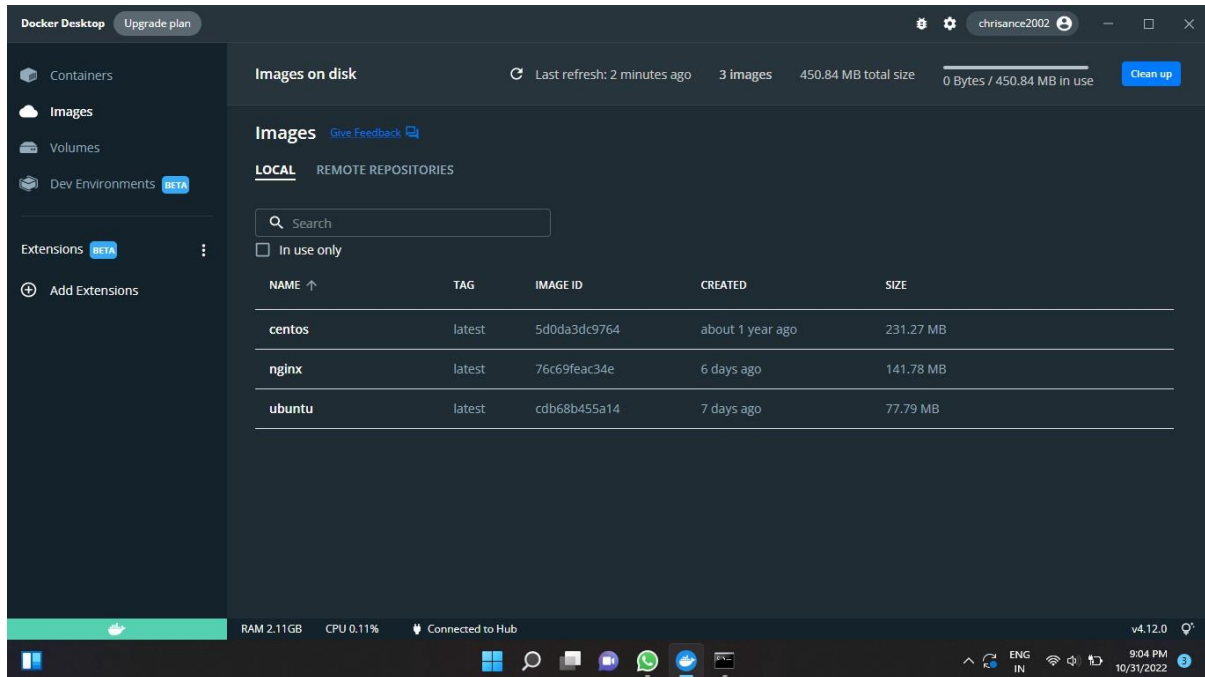 Docker Desktop Upgrade plan chrisance2002
Containers
Images
Volumes
Dev Environments BETA
Extensions BETA
Add Extensions
Images on disk Last refresh: 2 minutes ago 3 images 450.84 MB total size 0 Bytes / 450.84 MB in use Clean up
Images Give Feedback
LOCAL REMOTE REPOSITORIES
Search
In use only
NAME ↑ TAG IMAGE ID CREATED SIZE
centos latest 5d0da3dc9764 about 1 year ago 231.27 MB
nginx latest 76c69feac34e 6 days ago 141.78 MB
ubuntu latest cdb68b455a14 7 days ago 77.79 MB
RAM 2.11GB CPU 0.11% Connected to Hub v4.12.0
ENG 9:04 PM
IN 10/31/2022 3